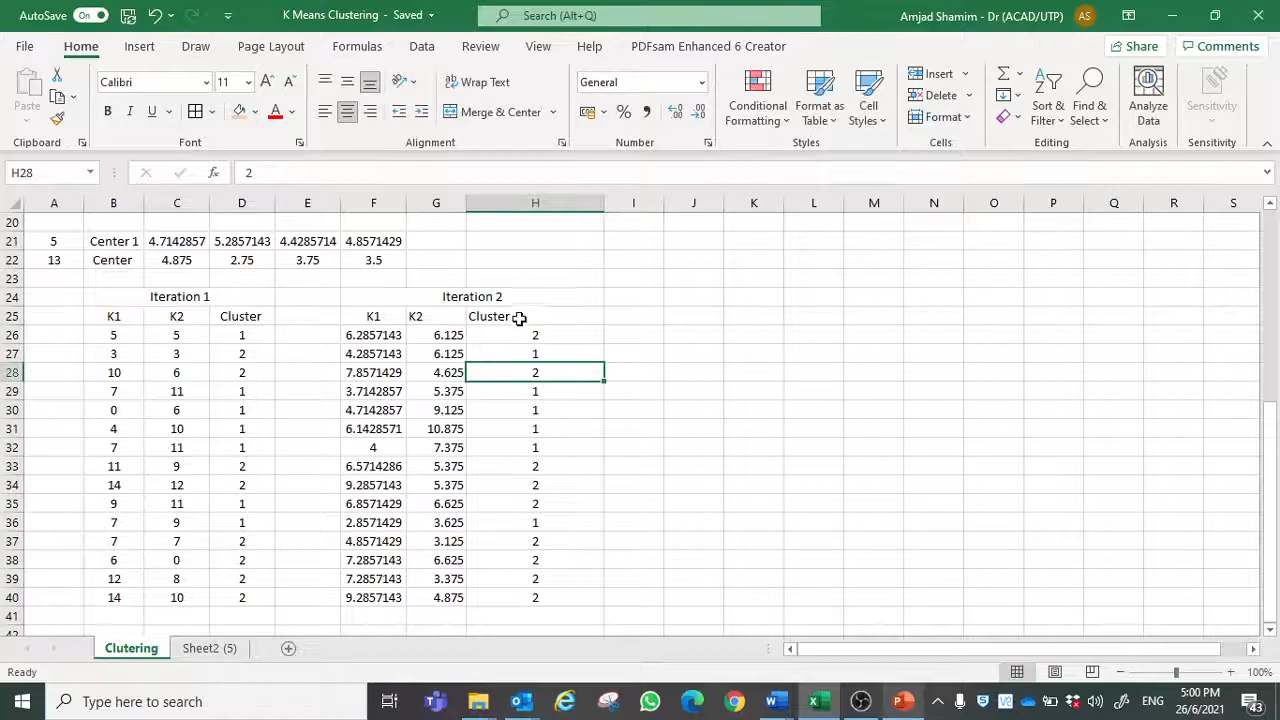 AutoSave On K Means Clustering - Saved Search (Alt+Q) Amjad Shamim - Dr (ACAD/UTP) AS
File Home Insert Draw Page Layout Formulas Data Review View Help PDFsam Enhanced 6 Creator Share Comments
Paste Calibri 11 Wrap Text General Conditional Formatting Format as Table Cell Styles Insert Sort & Filter Find & Select Analyze Data Sensitivity
B I U Merge & Center Delete
Format
Clipboard Font Alignment Number Styles Cells Editing Analysis Sensitivity
H28 fx 2
A B C D E F G H I J K L M N O P Q R S
20
21 5 Center 1 4.7142857 5.2857143 4.4285714 4.8571429
22 13 Center 4.875 2.75 3.75 3.5
23
24 Iteration 1 Iteration 2
25 K1 K2 Cluster K1 K2 Cluster
26 5 5 1 6.2857143 6.125 2
27 3 3 2 4.2857143 6.125 1
28 10 6 2 7.8571429 4.625 2
29 7 11 1 3.7142857 5.375 1
30 0 6 1 4.7142857 9.125 1
31 4 10 1 6.1428571 10.875 1
32 7 11 1 4 7.375 1
33 11 9 2 6.5714286 5.375 2
34 14 12 2 9.2857143 5.375 2
35 9 11 1 6.8571429 6.625 2
36 7 9 1 2.8571429 3.625 1
37 7 7 2 4.8571429 3.125 2
38 6 0 2 7.2857143 6.625 2
39 12 8 2 7.2857143 3.375 2
40 14 10 2 9.2857143 4.875 2
41
42
Clutering Sheet2 (5)
Ready 100%
Type here to search ENG 5:00 PM 43
26/6/2021